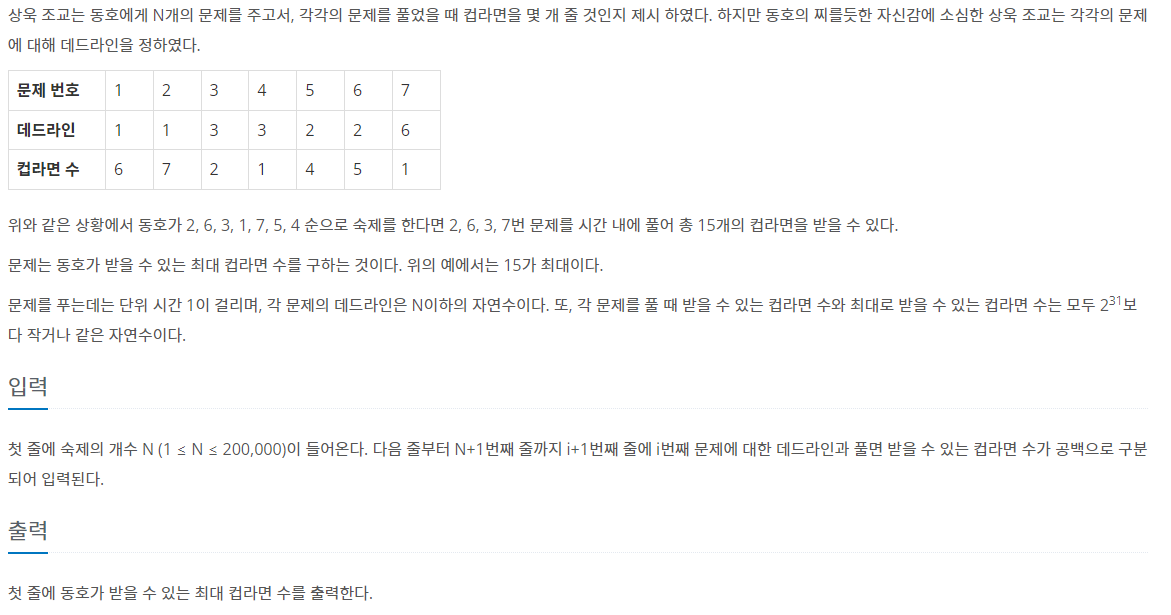 상욱 조교는 동호에게 N개의 문제를 주고서, 각각의 문제를 풀었을 때 컵라면을 몇 개 줄 것인지 제시 하였다. 하지만 동호의 찌를듯한 자신감에 소심한 상욱 조교는 각각의 문제
에 대해 데드라인을 정하였다.
문제 번호 1 2 3 4 5 6 7
데드라인 1 1 3 3 2 2 6
컵라면 수 6 7 2 1 4 5 1
위와 같은 상황에서 동호가 2, 6, 3, 1, 7, 5, 4 순으로 숙제를 한다면 2, 6, 3, 7번 문제를 시간 내에 풀어 총 15개의 컵라면을 받을 수 있다.
문제는 동호가 받을 수 있는 최대 컵라면 수를 구하는 것이다. 위의 예에서는 15가 최대이다.
문제를 푸는데는 단위 시간 1이 걸리며, 각 문제의 데드라인은 N이하의 자연수이다. 또, 각 문제를 풀 때 받을 수 있는 컵라면 수와 최대로 받을 수 있는 컵라면 수는 모두 2³¹보
다 작거나 같은 자연수이다.
입력
첫 줄에 숙제의 개수 N (1 ≤ N ≤ 200,000)이 들어온다. 다음 줄부터 N+1번째 줄까지 i+1번째 줄에 i번째 문제에 대한 데드라인과 풀면 받을 수 있는 컵라면 수가 공백으로 구분
되어 입력된다.
출력
첫 줄에 동호가 받을 수 있는 최대 컵라면 수를 출력한다.